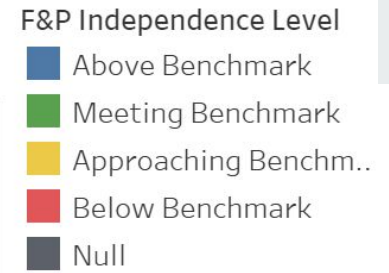 F&P Independence Level
Above Benchmark
Meeting Benchmark
Approaching Benchm..
Below Benchmark
Null